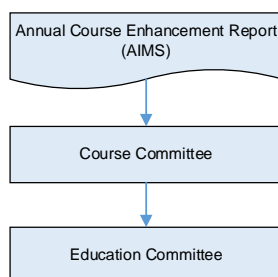 Annual Course Enhancement Report
(AIMS)
Course Committee
Education Committee